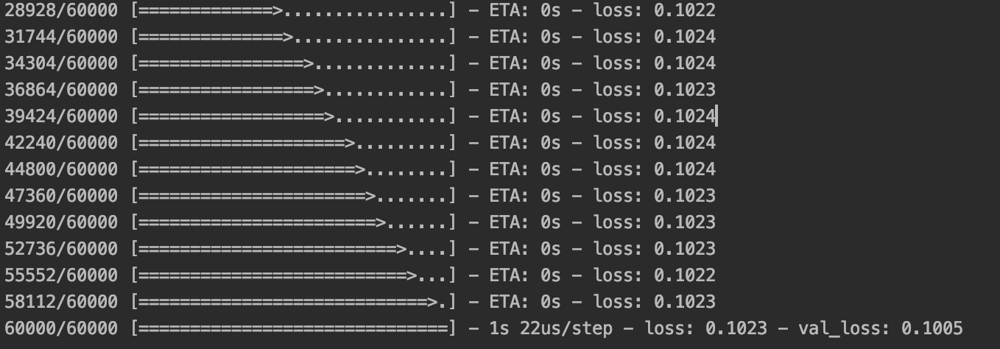 28928/60000 [=============>................] - ETA: 0s - loss: 0.1022
31744/60000 [==============>...............] - ETA: 0s - loss: 0.1024
34304/60000 [================>.............] - ETA: 0s - loss: 0.1024
36864/60000 [=================>............] - ETA: 0s - loss: 0.1023
39424/60000 [==================>...........] - ETA: 0s - loss: 0.1024
42240/60000 [====================>.........] - ETA: 0s - loss: 0.1024
44800/60000 [=====================>........] - ETA: 0s - loss: 0.1024
47360/60000 [======================>.......] - ETA: 0s - loss: 0.1023
49920/60000 [=======================>......] - ETA: 0s - loss: 0.1023
52736/60000 [=========================>....] - ETA: 0s - loss: 0.1023
55552/60000 [==========================>...] - ETA: 0s - loss: 0.1022
58112/60000 [============================>.] - ETA: 0s - loss: 0.1023
60000/60000 [==============================] - 1s 22us/step - loss: 0.1023 - val_loss: 0.1005